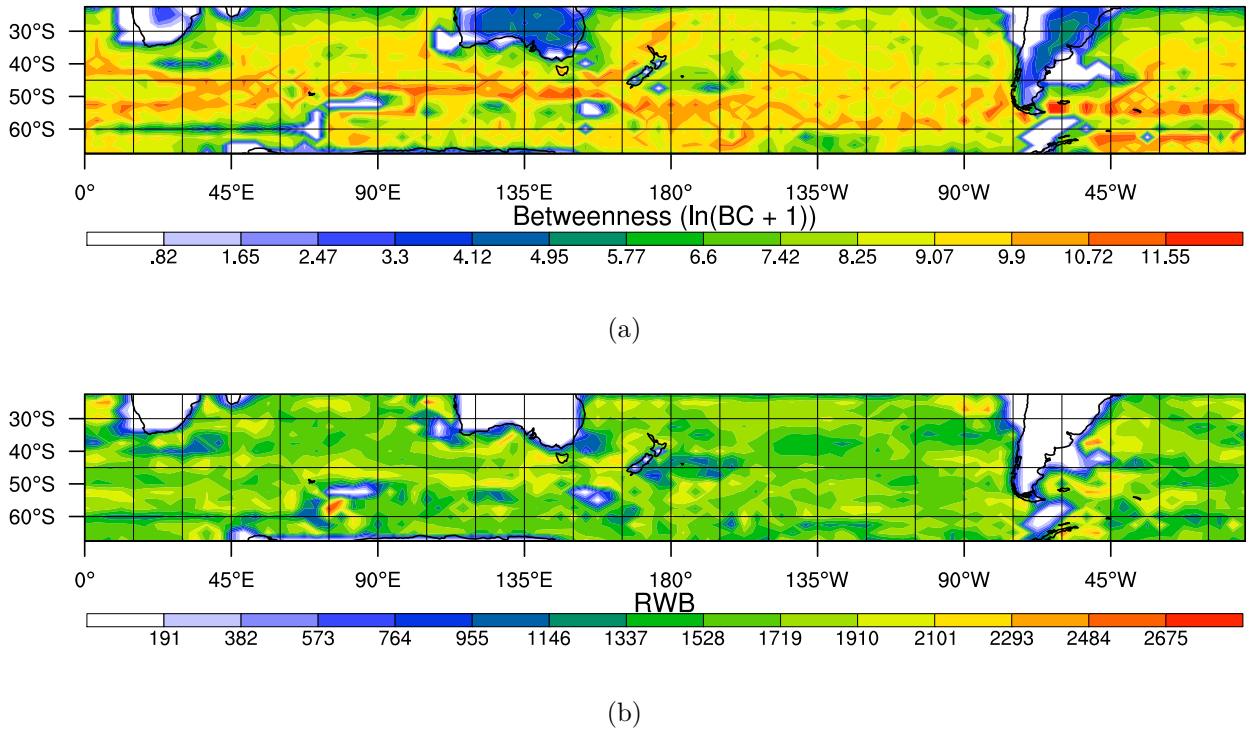 30°S
40°S
50°S
60°S
0° 45°E 90°E 135°E 180° 135°W 90°W 45°W
Betweenness (ln(BC + 1))
.82 1.65 2.47 3.3 4.12 4.95 5.77 6.6 7.42 8.25 9.07 9.9 10.72 11.55
(a)
30°S
40°S
50°S
60°S
0° 45°E 90°E 135°E 180° 135°W 90°W 45°W
RWB
191 382 573 764 955 1146 1337 1528 1719 1910 2101 2293 2484 2675
(b)